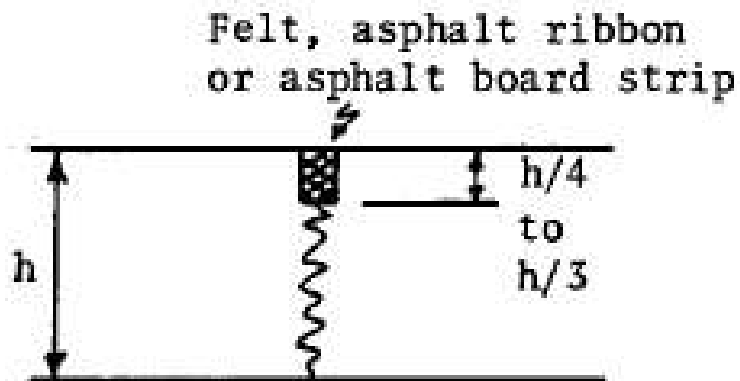 Felt, asphalt ribbon
or asphalt board strip
h/4
to
h/3
h